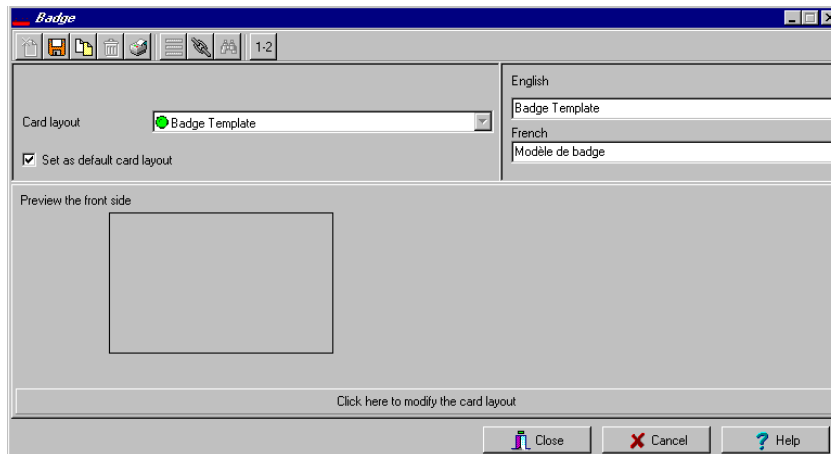 Badge
1-2
Card layout
Badge Template
Set as default card layout
English
Badge Template
French
Modèle de badge
Preview the front side
Click here to modify the card layout
Close
Cancel
Help